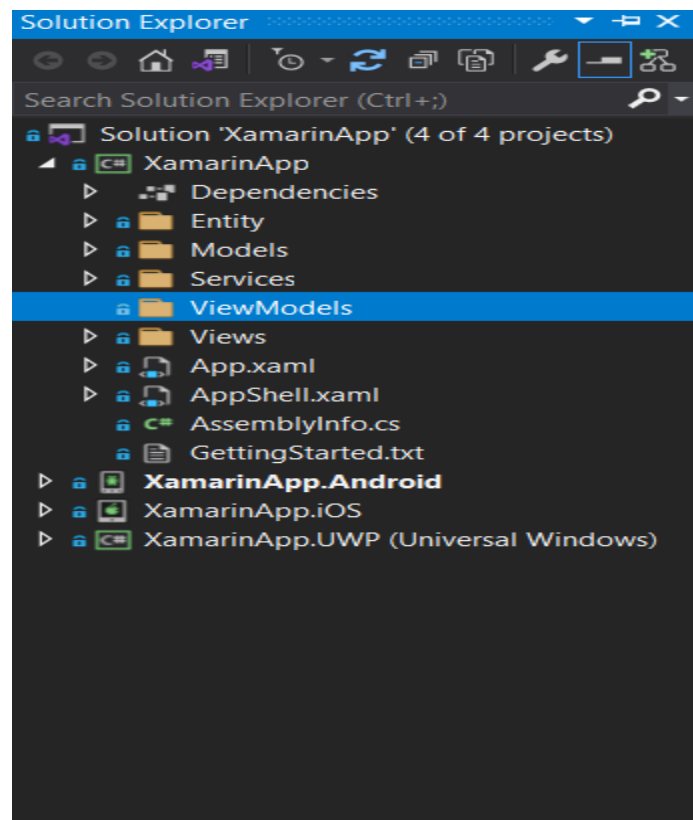 Solution Explorer
Search Solution Explorer (Ctrl+;)
Solution 'XamarinApp' (4 of 4 projects)
C# XamarinApp
Dependencies
Entity
Models
Services
ViewModels
Views
App.xaml
AppShell.xaml
C# AssemblyInfo.cs
GettingStarted.txt
XamarinApp.Android
XamarinApp.iOS
C# XamarinApp.UWP (Universal Windows)